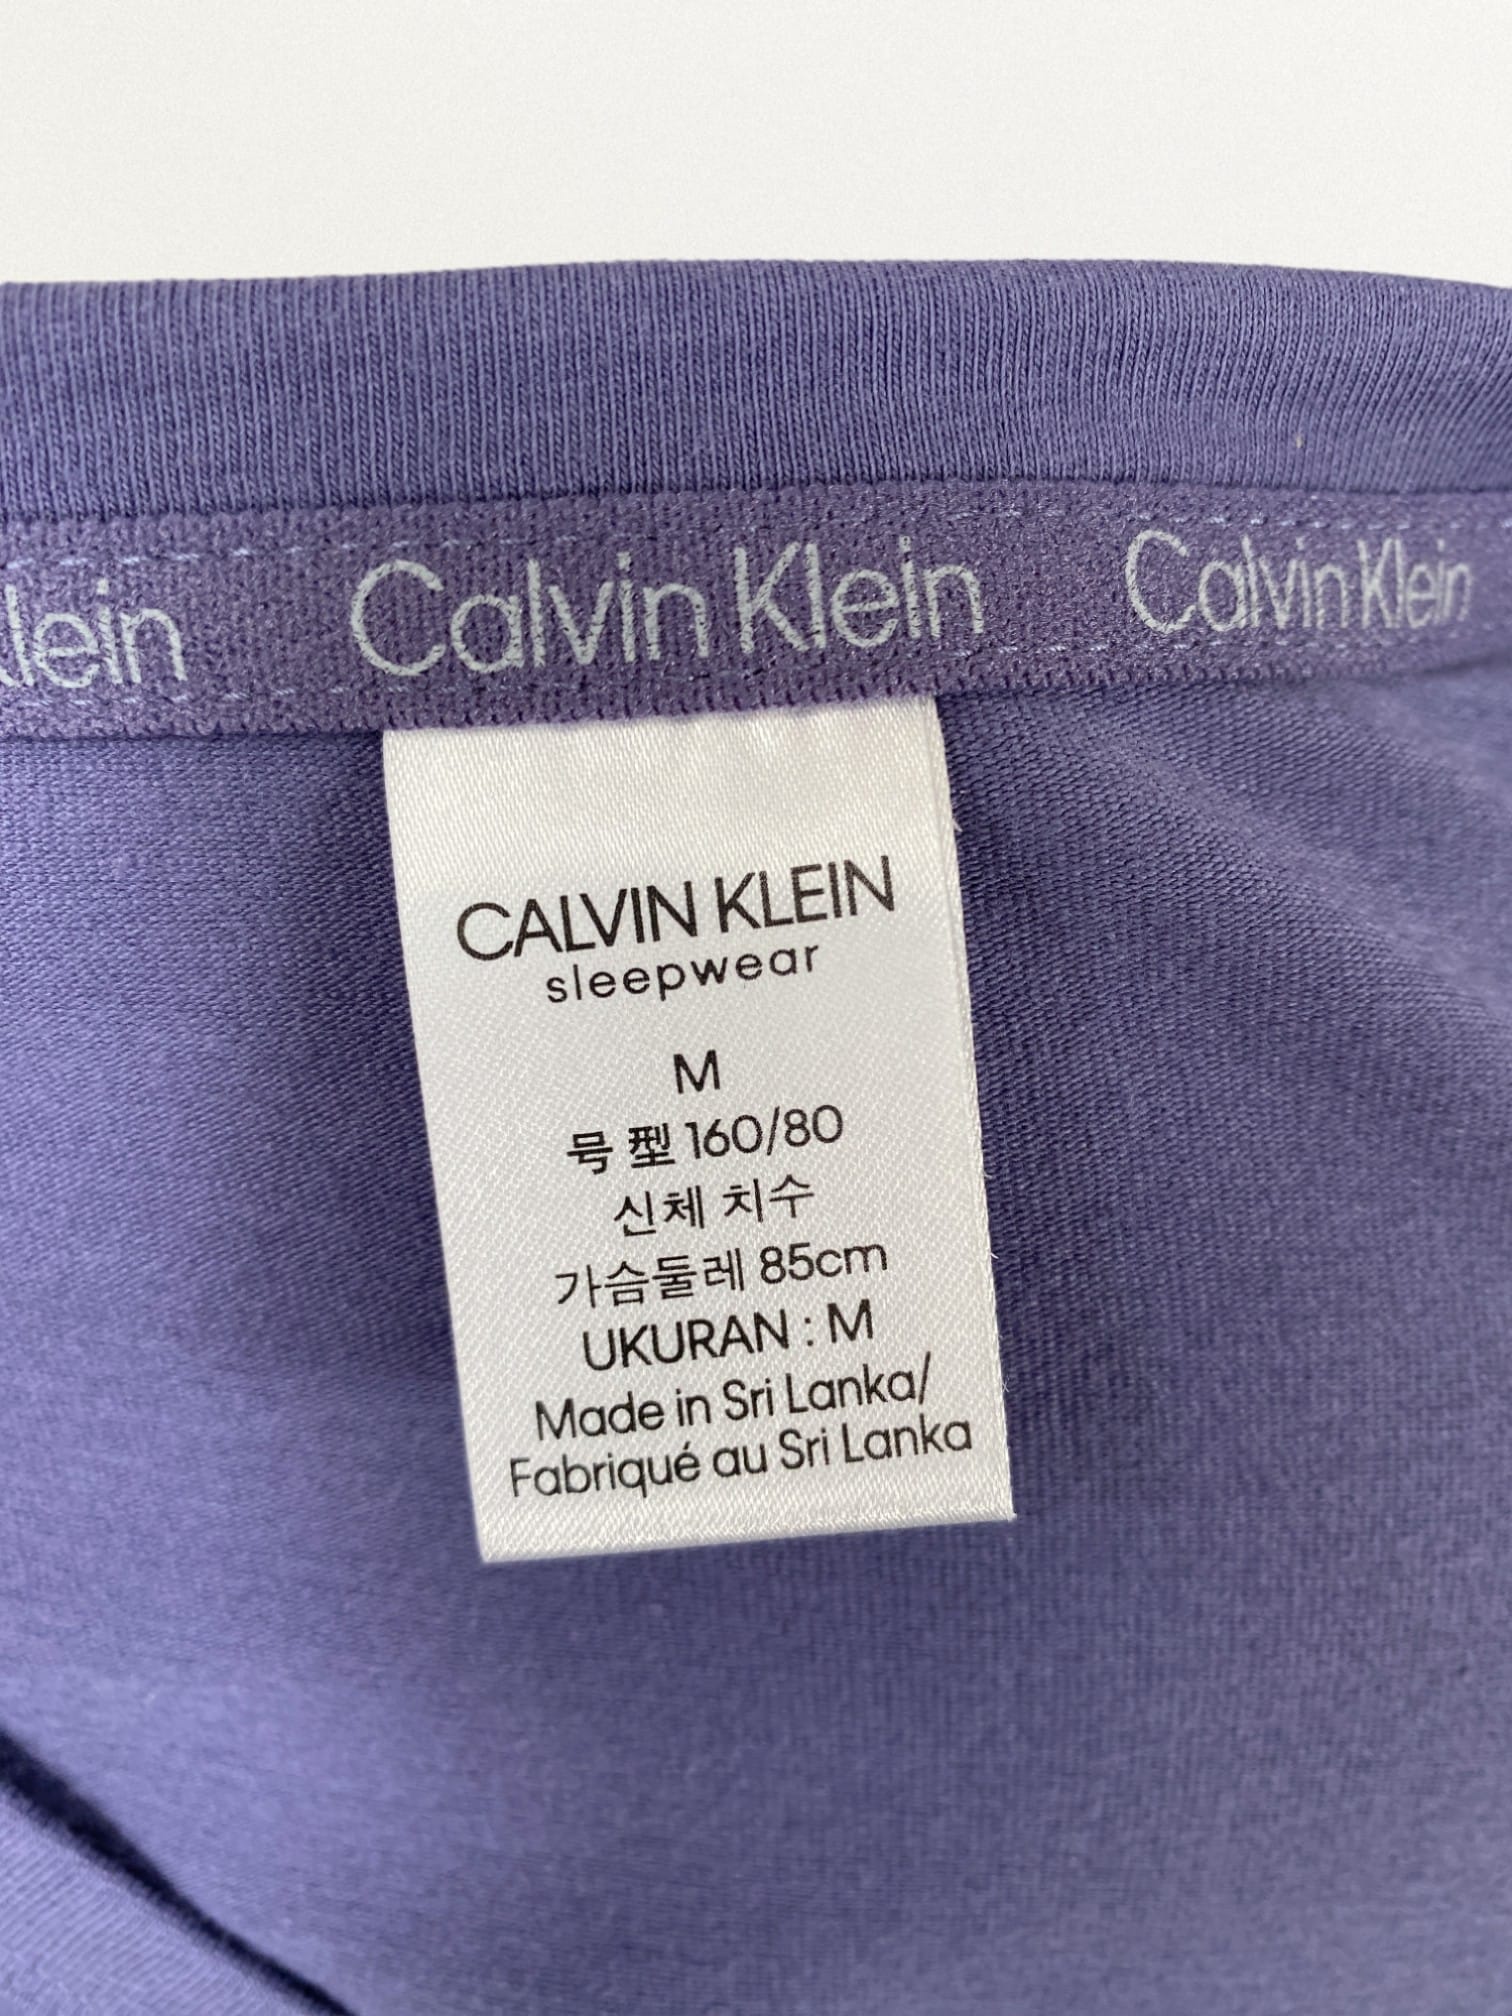 Klein Calvin Klein Calvin Klein
CALVIN KLEIN
sleepwear
M
号型 160/80
신체 치수
가슴둘레 85cm
UKURAN : M
Made in Sri Lanka/
Fabriqué au Sri Lanka